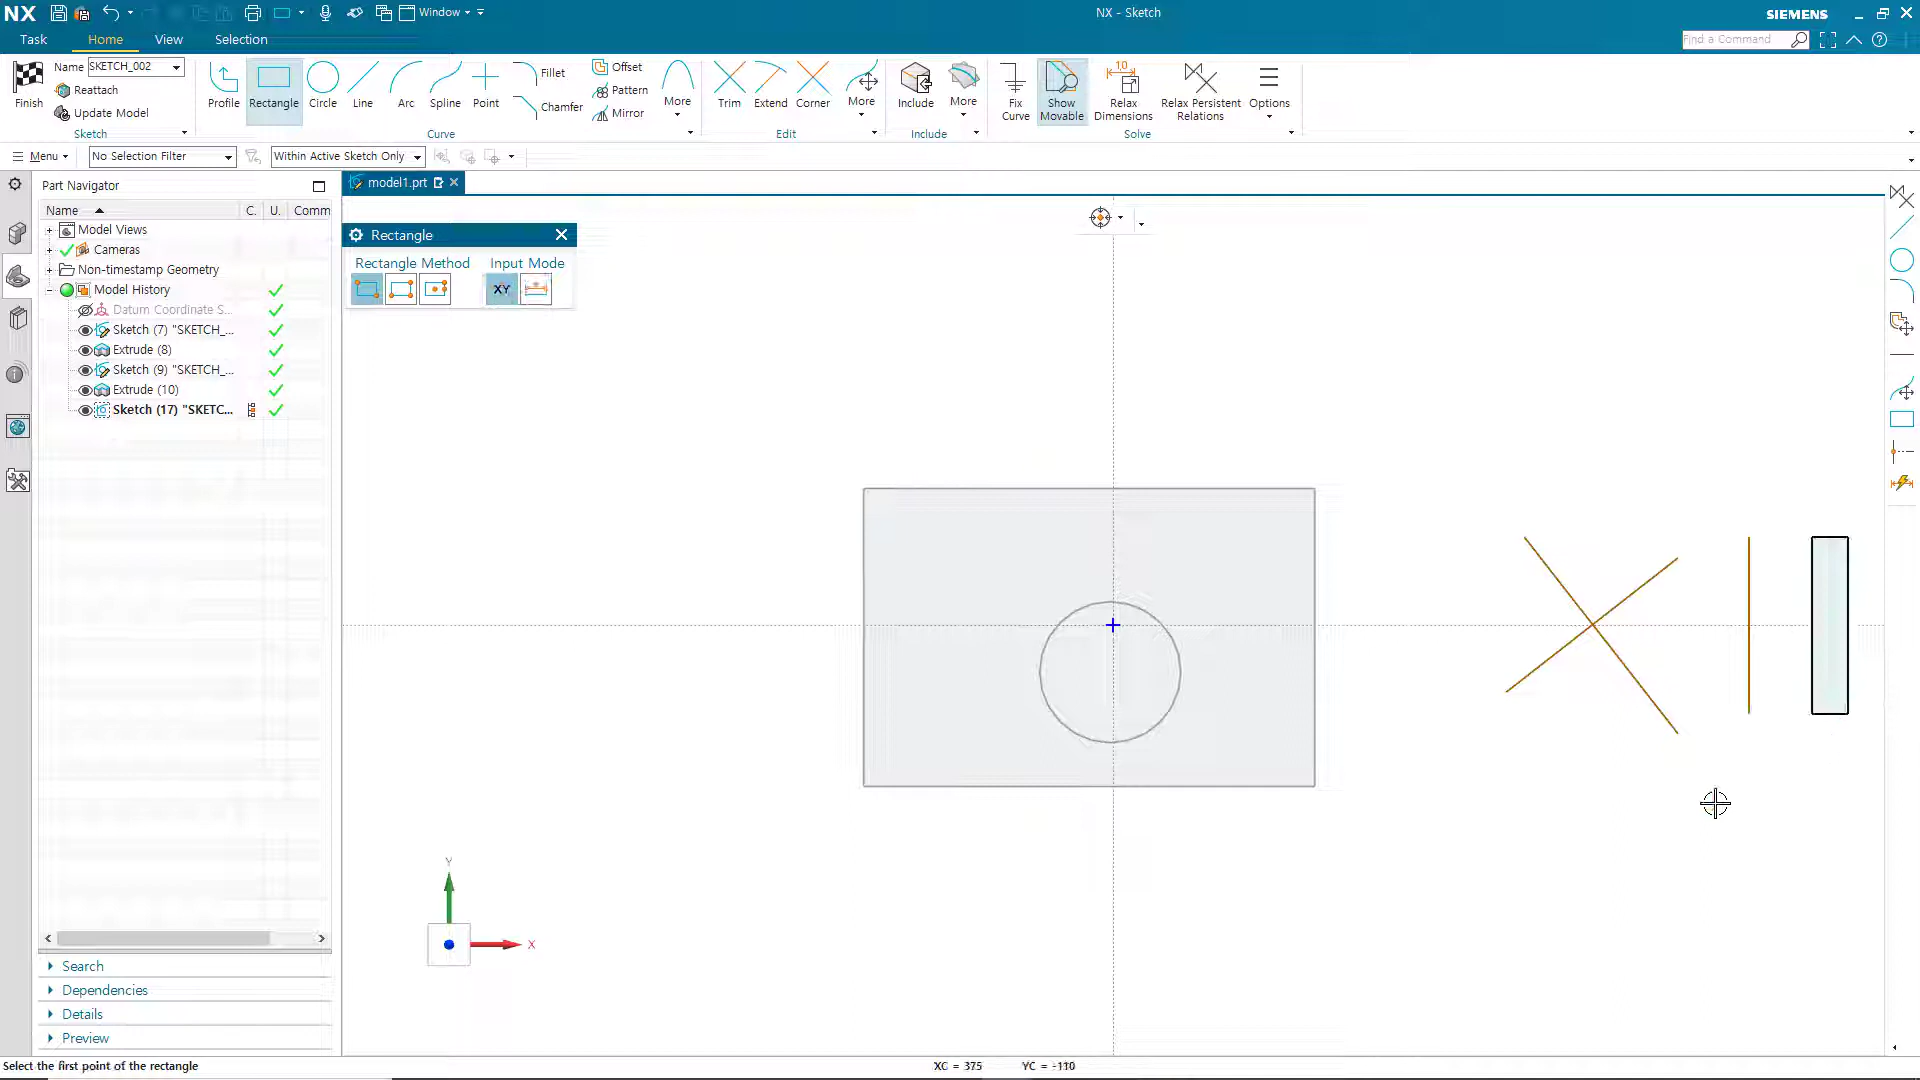 NX
Window
NX - Sketch
SIEMENS
Task
Home
View
Selection
Find a Command
Finish
Name SKETCH_002
Reattach
Update Model
Sketch
Profile
Rectangle
Circle
Line
Arc
Spline
Point
Fillet
Chamfer
Offset
Pattern
Mirror
More
Curve
Trim
Extend
Corner
More
Edit
Include
More
Include
Fix
Curve
Show
Movable
Relax
Dimensions
Relax Persistent
Relations
Options
Solve
Menu
No Selection Filter
Within Active Sketch Only
Part Navigator
model1.prt
Name
C.
U.
Comm
Model Views
Cameras
Non-timestamp Geometry
Model History
Datum Coordinate S...
Sketch (7) "SKETCH_...
Extrude (8)
Sketch (9) "SKETCH_...
Extrude (10)
Sketch (17) "SKETC...
Rectangle
Rectangle Method
Input Mode
XY
Y
X
Search
Dependencies
Details
Preview
Select the first point of the rectangle
XC = 375
YC = -110